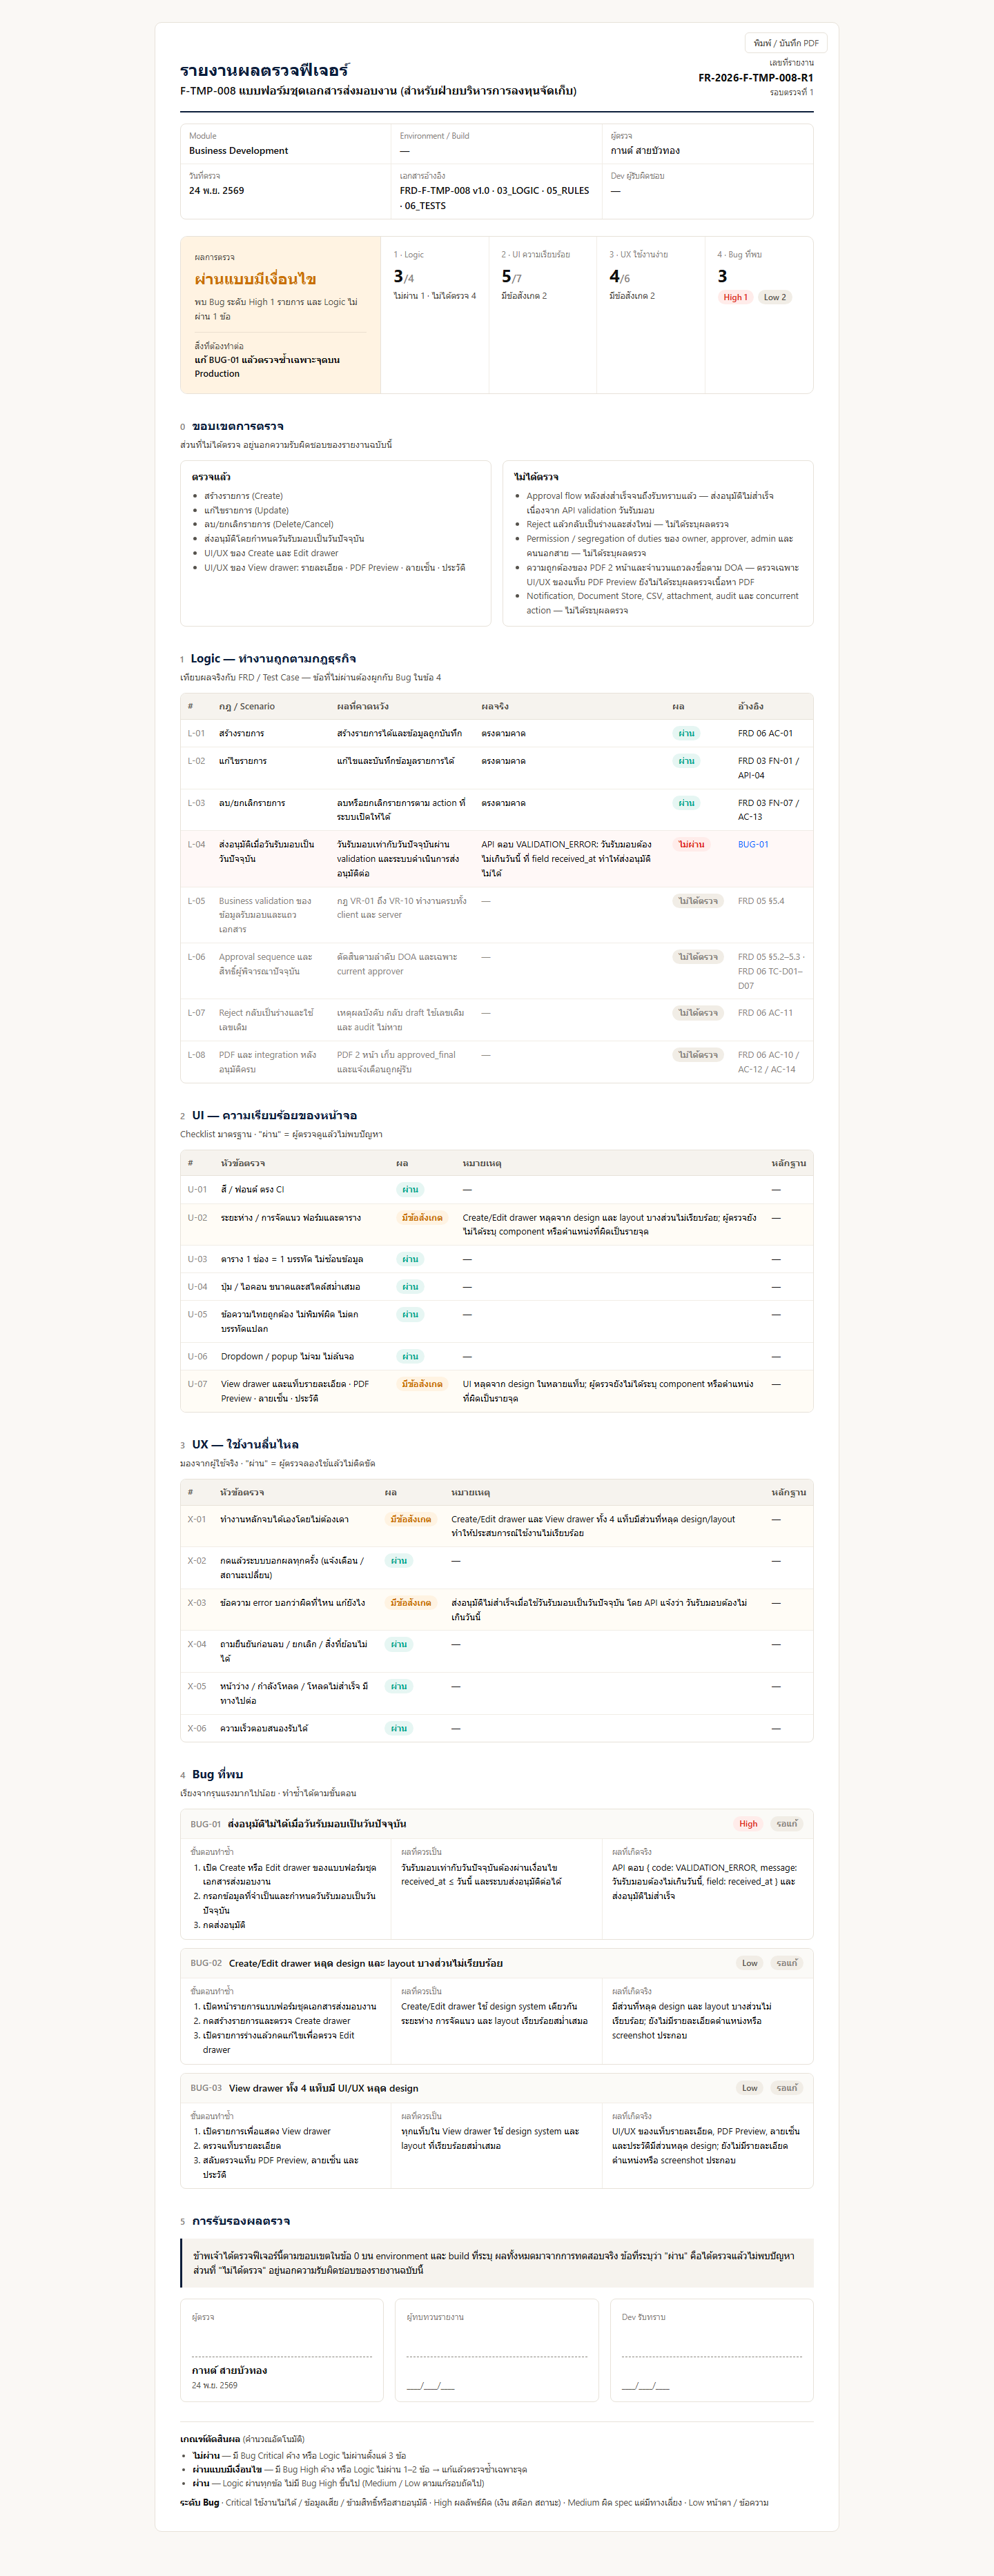 พิมพ์ / บันทึก PDF
รายงานผลตรวจฟีเจอร์
F-TMP-008 แบบฟอร์มชุดเอกสารส่งมอบงาน (สำหรับฝ่ายบริหารการลงทุนจัดเก็บ)
เลขที่รายงาน
FR-2026-F-TMP-008-R1
รอบตรวจที่ 1
Module
Business Development
Environment / Build
—
ผู้ตรวจ
กานต์ สายบัวทอง
วันที่ตรวจ
24 พ.ย. 2569
เอกสารอ้างอิง
FRD-F-TMP-008 v1.0 · 03_LOGIC · 05_RULES
· 06_TESTS
Dev ผู้รับผิดชอบ
—
ผลการตรวจ
ผ่านแบบมีเงื่อนไข
พบ Bug ระดับ High 1 รายการ และ Logic ไม่
ผ่าน 1 ข้อ
สิ่งที่ต้องทำต่อ
แก้ BUG-01 แล้วตรวจซ้ำเฉพาะจุดบน
Production
1 · Logic
3/4
ไม่ผ่าน 1 · ไม่ได้ตรวจ 4
2 · UI ความเรียบร้อย
5/7
มีข้อสังเกต 2
3 · UX ใช้งานง่าย
4/6
มีข้อสังเกต 2
4 · Bug ที่พบ
3
High 1 Low 2
0 ขอบเขตการตรวจ
ส่วนที่ไม่ได้ตรวจ อยู่นอกความรับผิดชอบของรายงานฉบับนี้
ตรวจแล้ว
• สร้างรายการ (Create)
• แก้ไขรายการ (Update)
• ลบ/ยกเลิกรายการ (Delete/Cancel)
• ส่งอนุมัติโดยกำหนดวันรับมอบเป็นวันปัจจุบัน
• UI/UX ของ Create และ Edit drawer
• UI/UX ของ View drawer: รายละเอียด · PDF Preview · ลายเซ็น · ประวัติ
ไม่ได้ตรวจ
• Approval flow หลังส่งสำเร็จจนถึงรับทราบแล้ว — ส่งอนุมัติไม่สำเร็จ
เนื่องจาก API validation วันรับมอบ
• Reject แล้วกลับเป็นร่างและส่งใหม่ — ไม่ได้ระบุผลตรวจ
• Permission / segregation of duties ของ owner, approver, admin และ
คนนอกสาย — ไม่ได้ระบุผลตรวจ
• ความถูกต้องของ PDF 2 หน้าและจำนวนแถวลงชื่อตาม DOA — ตรวจเฉพาะ
UI/UX ของแท็บ PDF Preview ยังไม่ได้ระบุผลตรวจเนื้อหา PDF
• Notification, Document Store, CSV, attachment, audit และ concurrent
action — ไม่ได้ระบุผลตรวจ
1 Logic — ทำงานถูกตามกฎธุรกิจ
เทียบผลจริงกับ FRD / Test Case — ข้อที่ไม่ผ่านต้องผูกกับ Bug ในข้อ 4
# กฎ / Scenario ผลที่คาดหวัง ผลจริง ผล อ้างอิง
L-01 สร้างรายการ สร้างรายการได้และข้อมูลถูกบันทึก ตรงตามคาด ผ่าน FRD 06 AC-01
L-02 แก้ไขรายการ แก้ไขและบันทึกข้อมูลรายการได้ ตรงตามคาด ผ่าน FRD 03 FN-01 /
API-04
L-03 ลบ/ยกเลิกรายการ ลบหรือยกเลิกรายการตาม action ที่ ตรงตามคาด ผ่าน FRD 03 FN-07 /
ระบบเปิดให้ได้ AC-13
L-04 ส่งอนุมัติเมื่อวันรับมอบเป็น วันรับมอบเท่ากับวันปัจจุบันผ่าน API ตอบ VALIDATION_ERROR: วันรับมอบต้อง ไม่ผ่าน BUG-01
วันปัจจุบัน validation และระบบดำเนินการส่ง ไม่เกินวันนี้ ที่ field received_at ทำให้ส่งอนุมัติ
อนุมัติต่อ ไม่ได้
L-05 Business validation ของ กฎ VR-01 ถึง VR-10 ทำงานครบทั้ง — ไม่ได้ตรวจ FRD 05 §5.4
ข้อมูลรับมอบและแถว client และ server
เอกสาร
L-06 Approval sequence และ ตัดสินตามลำดับ DOA และเฉพาะ — ไม่ได้ตรวจ FRD 05 §5.2–5.3 ·
สิทธิ์ผู้พิจารณาปัจจุบัน current approver FRD 06 TC-D01–
D07
L-07 Reject กลับเป็นร่างและใช้ เหตุผลบังคับ กลับ draft ใช้เลขเดิม — ไม่ได้ตรวจ FRD 06 AC-11
เลขเดิม และ audit ไม่หาย
L-08 PDF และ integration หลัง PDF 2 หน้า เก็บ approved_final — ไม่ได้ตรวจ FRD 06 AC-10 /
อนุมัติครบ และแจ้งเตือนถูกผู้รับ AC-12 / AC-14
2 UI — ความเรียบร้อยของหน้าจอ
Checklist มาตรฐาน · "ผ่าน" = ผู้ตรวจดูแล้วไม่พบปัญหา
# หัวข้อตรวจ ผล หมายเหตุ หลักฐาน
U-01 สี / ฟอนต์ ตรง CI ผ่าน — —
U-02 ระยะห่าง / การจัดแนว ฟอร์มและตาราง มีข้อสังเกต Create/Edit drawer หลุดจาก design และ layout บางส่วนไม่เรียบร้อย; ผู้ตรวจยัง —
ไม่ได้ระบุ component หรือตำแหน่งที่ผิดเป็นรายจุด
U-03 ตาราง 1 ช่อง = 1 บรรทัด ไม่ซ้อนข้อมูล ผ่าน — —
U-04 ปุ่ม / ไอคอน ขนาดและสไตล์สม่ำเสมอ ผ่าน — —
U-05 ข้อความไทยถูกต้อง ไม่พิมพ์ผิด ไม่ตก ผ่าน — —
บรรทัดแปลก
U-06 Dropdown / popup ไม่จม ไม่ล้นจอ ผ่าน — —
U-07 View drawer และแท็บรายละเอียด · PDF มีข้อสังเกต UI หลุดจาก design ในหลายแท็บ; ผู้ตรวจยังไม่ได้ระบุ component หรือตำแหน่ง —
Preview · ลายเซ็น · ประวัติ ที่ผิดเป็นรายจุด
3 UX — ใช้งานลื่นไหล
มองจากผู้ใช้จริง · "ผ่าน" = ผู้ตรวจลองใช้แล้วไม่ติดขัด
# หัวข้อตรวจ ผล หมายเหตุ หลักฐาน
X-01 ทำงานหลักจบได้เองโดยไม่ต้องเดา มีข้อสังเกต Create/Edit drawer และ View drawer ทั้ง 4 แท็บมีส่วนที่หลุด design/layout —
ทำให้ประสบการณ์ใช้งานไม่เรียบร้อย
X-02 กดแล้วระบบบอกผลทุกครั้ง (แจ้งเตือน / ผ่าน — —
สถานะเปลี่ยน)
X-03 ข้อความ error บอกว่าผิดที่ไหน แก้ยังไง มีข้อสังเกต ส่งอนุมัติไม่สำเร็จเมื่อใช้วันรับมอบเป็นวันปัจจุบัน โดย API แจ้งว่า วันรับมอบต้องไม่ —
เกินวันนี้
X-04 ถามยืนยันก่อนลบ / ยกเลิก / สิ่งที่ย้อนไม่ ผ่าน — —
ได้
X-05 หน้าว่าง / กำลังโหลด / โหลดไม่สำเร็จ มี ผ่าน — —
ทางไปต่อ
X-06 ความเร็วตอบสนองรับได้ ผ่าน — —
4 Bug ที่พบ
เรียงจากรุนแรงมากไปน้อย · ทำซ้ำได้ตามขั้นตอน
BUG-01 ส่งอนุมัติไม่ได้เมื่อวันรับมอบเป็นวันปัจจุบัน High รอแก้
ขั้นตอนทำซ้ำ
1. เปิด Create หรือ Edit drawer ของแบบฟอร์มชุด
เอกสารส่งมอบงาน
2. กรอกข้อมูลที่จำเป็นและกำหนดวันรับมอบเป็นวัน
ปัจจุบัน
3. กดส่งอนุมัติ
ผลที่ควรเป็น
วันรับมอบเท่ากับวันปัจจุบันต้องผ่านเงื่อนไข
received_at ≤ วันนี้ และระบบส่งอนุมัติต่อได้
ผลที่เกิดจริง
API ตอบ { code: VALIDATION_ERROR, message:
วันรับมอบต้องไม่เกินวันนี้, field: received_at } และ
ส่งอนุมัติไม่สำเร็จ
BUG-02 Create/Edit drawer หลุด design และ layout บางส่วนไม่เรียบร้อย Low รอแก้
ขั้นตอนทำซ้ำ
1. เปิดหน้ารายการแบบฟอร์มชุดเอกสารส่งมอบงาน
2. กดสร้างรายการและตรวจ Create drawer
3. เปิดรายการร่างแล้วกดแก้ไขเพื่อตรวจ Edit
drawer
ผลที่ควรเป็น
Create/Edit drawer ใช้ design system เดียวกัน
ระยะห่าง การจัดแนว และ layout เรียบร้อยสม่ำเสมอ
ผลที่เกิดจริง
มีส่วนที่หลุด design และ layout บางส่วนไม่
เรียบร้อย; ยังไม่มีรายละเอียดตำแหน่งหรือ
screenshot ประกอบ
BUG-03 View drawer ทั้ง 4 แท็บมี UI/UX หลุด design Low รอแก้
ขั้นตอนทำซ้ำ
1. เปิดรายการเพื่อแสดง View drawer
2. ตรวจแท็บรายละเอียด
3. สลับตรวจแท็บ PDF Preview, ลายเซ็น และ
ประวัติ
ผลที่ควรเป็น
ทุกแท็บใน View drawer ใช้ design system และ
layout ที่เรียบร้อยสม่ำเสมอ
ผลที่เกิดจริง
UI/UX ของแท็บรายละเอียด, PDF Preview, ลายเซ็น
และประวัติมีส่วนหลุด design; ยังไม่มีรายละเอียด
ตำแหน่งหรือ screenshot ประกอบ
5 การรับรองผลตรวจ
ข้าพเจ้าได้ตรวจฟีเจอร์นี้ตามขอบเขตในข้อ 0 บน environment และ build ที่ระบุ ผลทั้งหมดมาจากการทดสอบจริง ข้อที่ระบุว่า "ผ่าน" คือได้ตรวจแล้วไม่พบปัญหา
ส่วนที่ "ไม่ได้ตรวจ" อยู่นอกความรับผิดชอบของรายงานฉบับนี้
ผู้ตรวจ
กานต์ สายบัวทอง
24 พ.ย. 2569
ผู้ทบทวนรายงาน
___/___/___
Dev รับทราบ
___/___/___
เกณฑ์ตัดสินผล (คำนวณอัตโนมัติ)
• ไม่ผ่าน — มี Bug Critical ค้าง หรือ Logic ไม่ผ่านตั้งแต่ 3 ข้อ
• ผ่านแบบมีเงื่อนไข — มี Bug High ค้าง หรือ Logic ไม่ผ่าน 1–2 ข้อ → แก้แล้วตรวจซ้ำเฉพาะจุด
• ผ่าน — Logic ผ่านทุกข้อ ไม่มี Bug High ขึ้นไป (Medium / Low ตามแก้รอบถัดไป)
ระดับ Bug · Critical ใช้งานไม่ได้ / ข้อมูลเสีย / ข้ามสิทธิ์หรือสายอนุมัติ · High ผลลัพธ์ผิด (เงิน สต๊อก สถานะ) · Medium ผิด spec แต่มีทางเลี่ยง · Low หน้าตา / ข้อความ